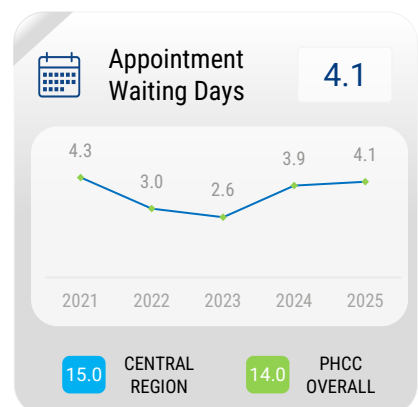 Appointment
Waiting Days
4.1
4.3 3.0 2.6 3.9 4.1
2021 2022 2023 2024 2025
15.0 CENTRAL REGION
14.0 PHCC OVERALL